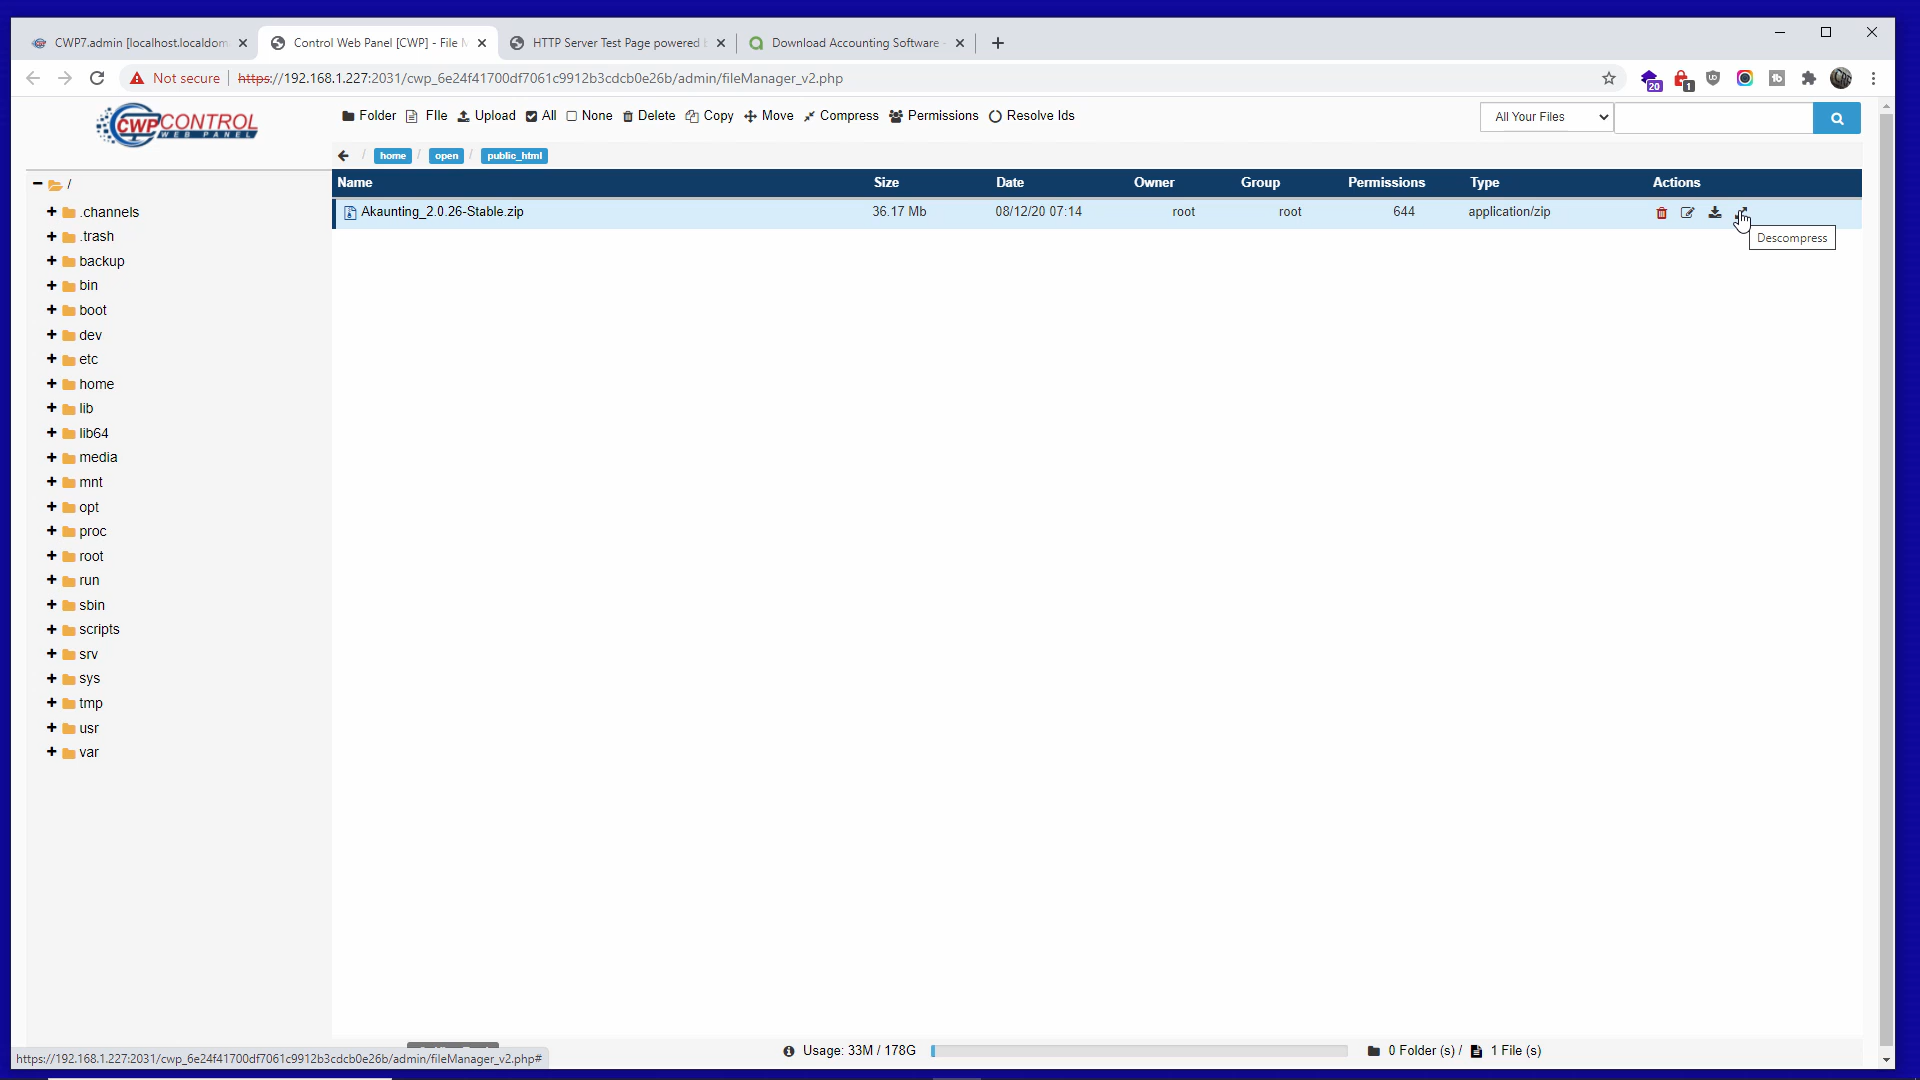 CWP7.admin [localhost.localdom
Control Web Panel [CWP] - File M
HTTP Server Test Page powered b
Download Accounting Software -
Not secure
https://192.168.1.227:2031/cwp_6e24f41700df7061c9912b3cdcb0e26b/admin/fileManager_v2.php
20
1
CWPCONTROL
WEB PANEL
Folder FIle Upload All None Delete Copy Move Compress Permissions Resolve Ids
All Your Files
/ home / open / public_html
Name Size Date Owner Group Permissions Type Actions
Akaunting_2.0.26-Stable.zip 36.17 Mb 08/12/20 07:14 root root 644 application/zip
Descompress
/
.channels
.trash
backup
bin
boot
dev
etc
home
lib
lib64
media
mnt
opt
proc
root
run
sbin
scripts
srv
sys
tmp
usr
var
https://192.168.1.227:2031/cwp_6e24f41700df7061c9912b3cdcb0e26b/admin/fileManager_v2.php#
Usage: 33M / 178G
0 Folder (s) / 1 File (s)